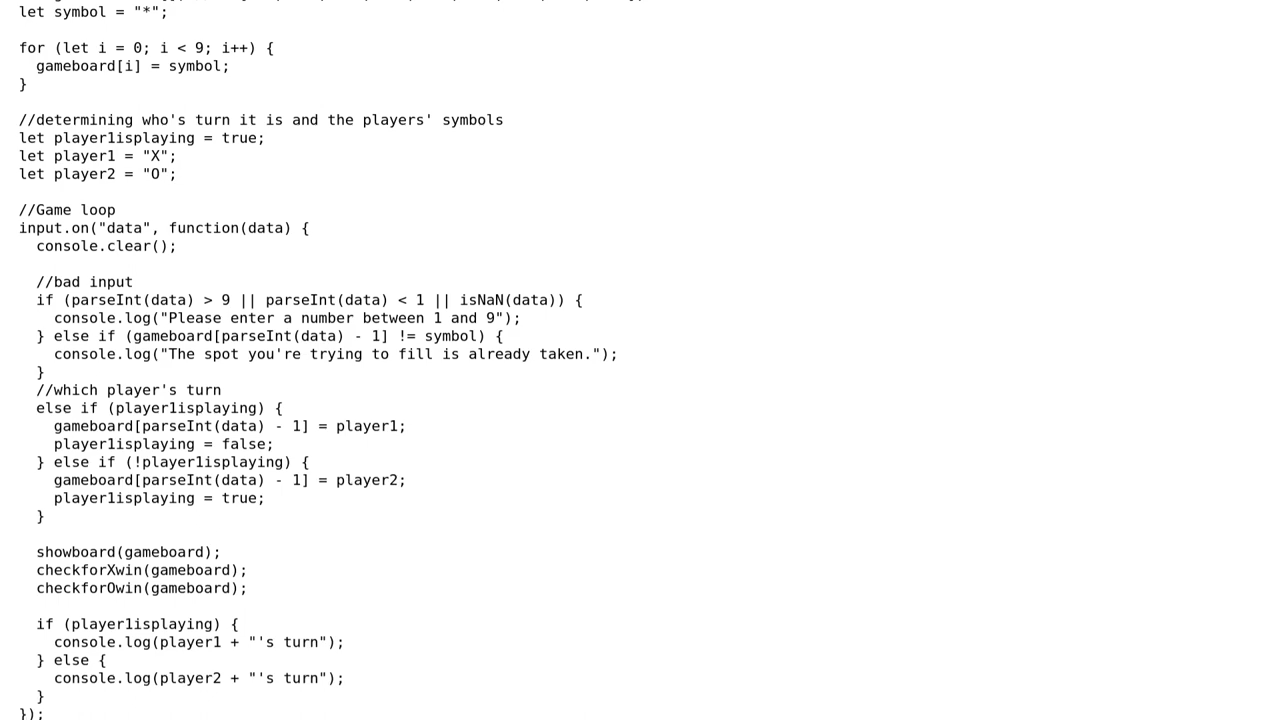 let symbol = "*";

for (let i = 0; i < 9; i++) {
  gameboard[i] = symbol;
}

//determining who's turn it is and the players' symbols
let player1isplaying = true;
let player1 = "X";
let player2 = "O";

//Game loop
input.on("data", function(data) {
  console.clear();

  //bad input
  if (parseInt(data) > 9 || parseInt(data) < 1 || isNaN(data)) {
    console.log("Please enter a number between 1 and 9");
  } else if (gameboard[parseInt(data) - 1] != symbol) {
    console.log("The spot you're trying to fill is already taken.");
  }
  //which player's turn
  else if (player1isplaying) {
    gameboard[parseInt(data) - 1] = player1;
    player1isplaying = false;
  } else if (!player1isplaying) {
    gameboard[parseInt(data) - 1] = player2;
    player1isplaying = true;
  }

  showboard(gameboard);
  checkforXwin(gameboard);
  checkforOwin(gameboard);

  if (player1isplaying) {
    console.log(player1 + "'s turn");
  } else {
    console.log(player2 + "'s turn");
  }
});